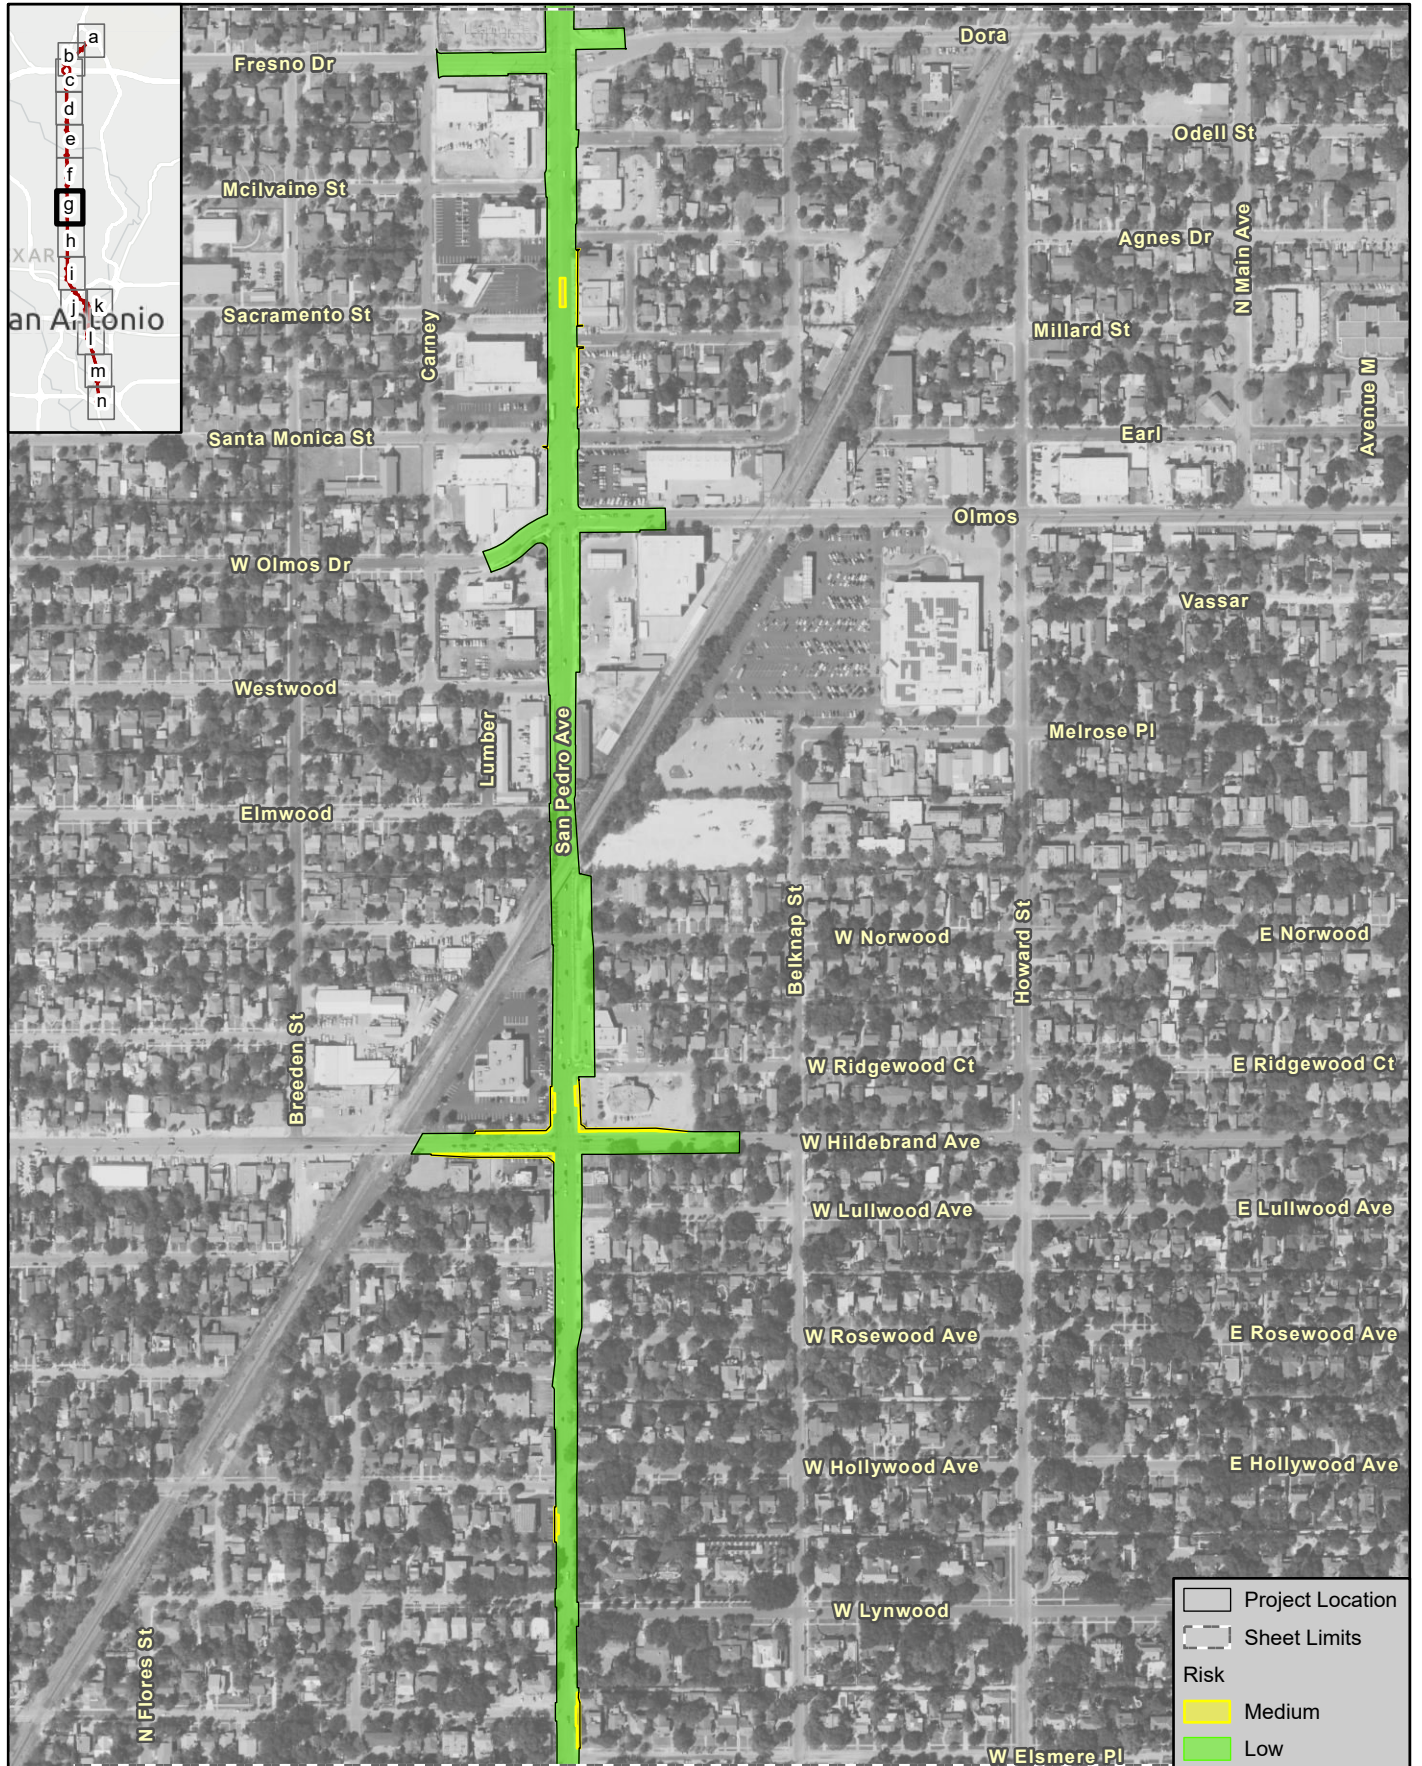 a
b
c
d
e
f
g
h
i
j
k
l
m
n
XAR
an Antonio
Dora
Fresno Dr
Odell St
Mcilvaine St
Agnes Dr
N Main Ave
Sacramento St
Carney
Millard St
Avenue M
Santa Monica St
Earl
Olmos
W Olmos Dr
Vassar
Westwood
Lumber
San Pedro Ave
Melrose Pl
Elmwood
Belknap St
Howard St
W Norwood
E Norwood
Breeden St
W Ridgewood Ct
E Ridgewood Ct
W Hildebrand Ave
W Lullwood Ave
E Lullwood Ave
W Rosewood Ave
E Rosewood Ave
W Hollywood Ave
E Hollywood Ave
W Lynwood
N Flores St
W Elsmere Pl
Project Location
Sheet Limits
Risk
Medium
Low